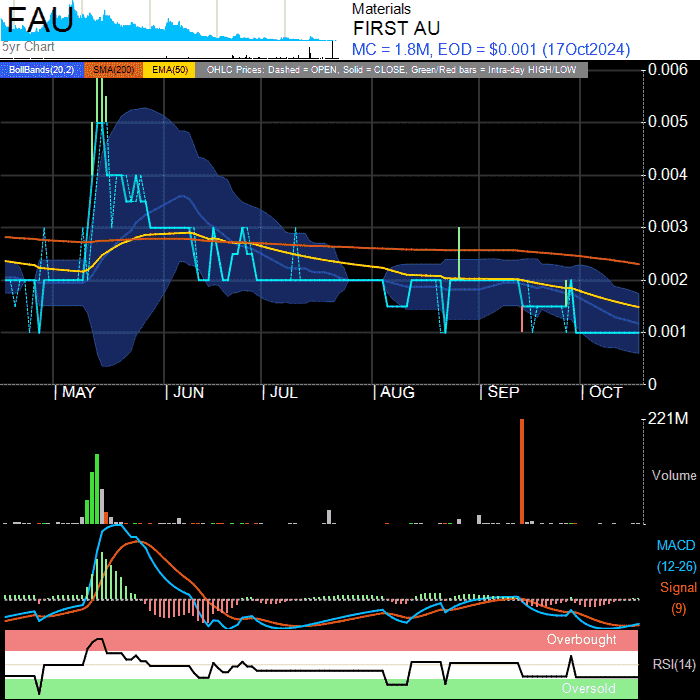 FAU
Materials
FIRST AU
MC = 1.8M, EOD = $0.001 (17Oct2024)
5yr Chart
BollBands(20,2) SMA(200) EMA(50) OHLC Prices: Dashed = OPEN, Solid = CLOSE, Green/Red bars = Intra-day HIGH/LOW
0.006
0.005
0.004
0.003
0.002
0.001
0
MAY JUN JUL AUG SEP OCT
221M
Volume
MACD
(12-26)
Signal
(9)
Overbought
RSI(14)
Oversold